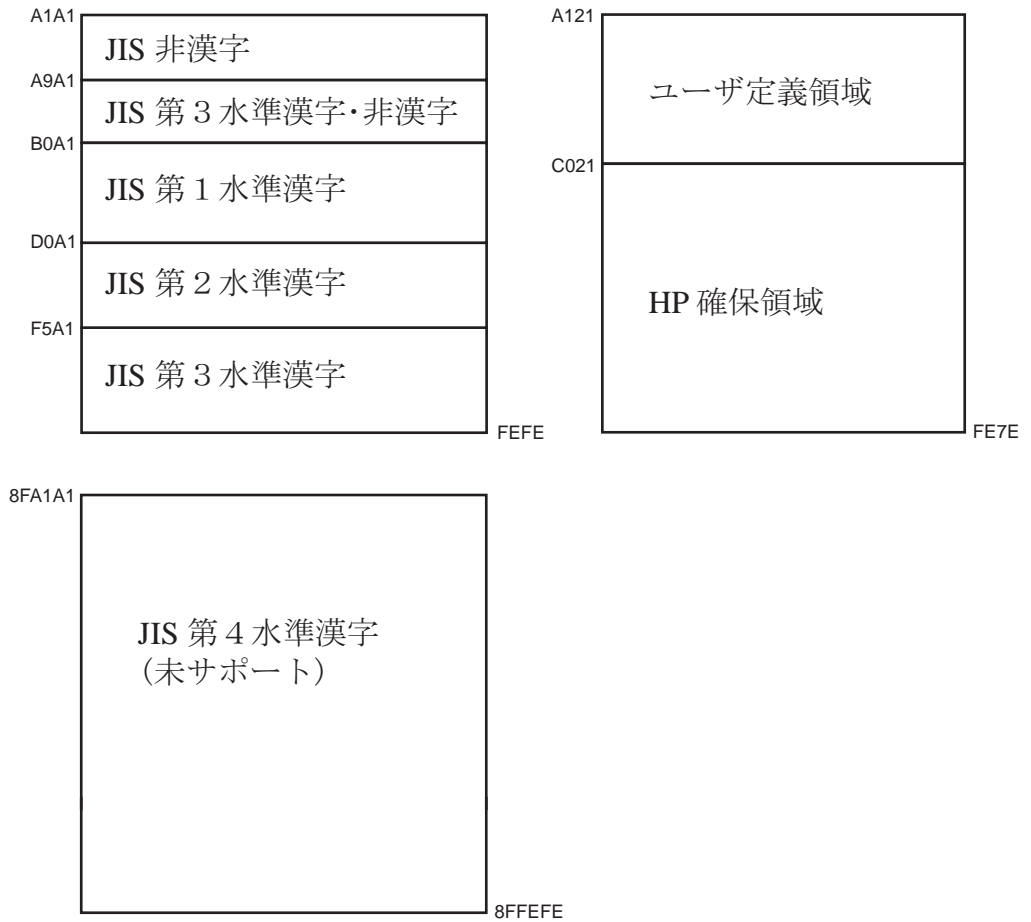 A1A1
JIS 非漢字
A9A1
JIS 第３水準漢字・非漢字
B0A1
JIS 第１水準漢字
D0A1
JIS 第２水準漢字
F5A1
JIS 第３水準漢字
FEFE
A121
ユーザ定義領域
C021
HP 確保領域
FE7E
8FA1A1
JIS 第４水準漢字
（未サポート）
8FFEFE